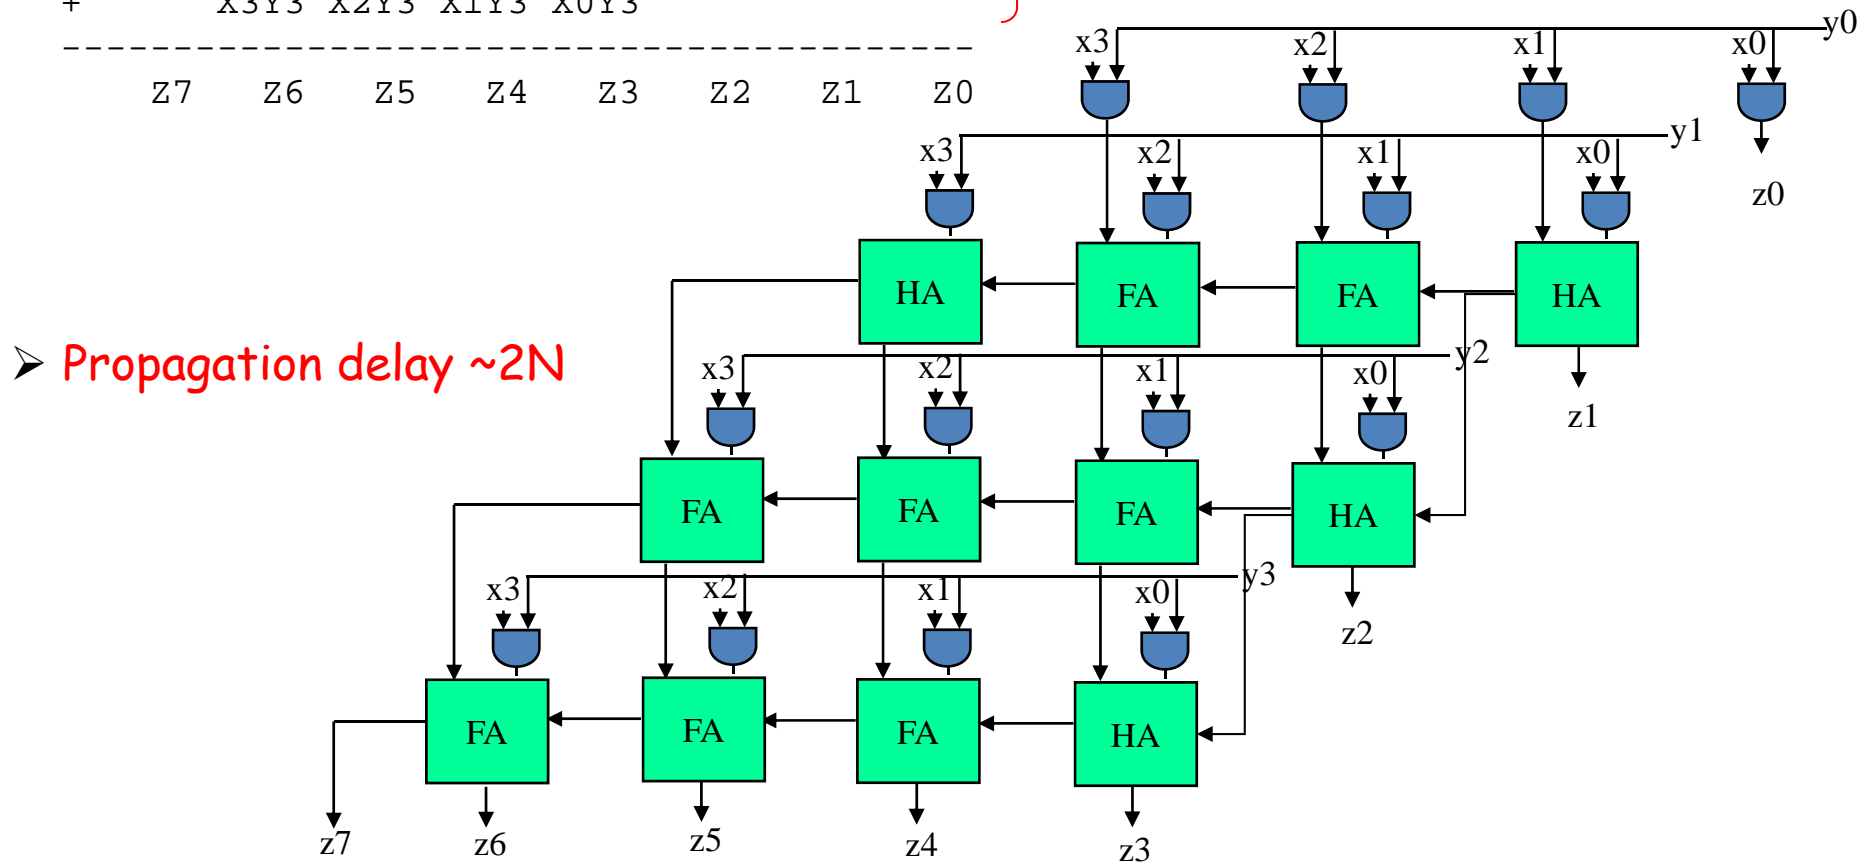 + X3Y3 X2Y3 X1Y3 X0Y3
--------------------------------------
Z7 Z6 Z5 Z4 Z3 Z2 Z1 Z0
y0
x3 x2 x1 x0
y1
x3 x2 x1 x0
z0
HA FA FA HA
➢ Propagation delay ~2N
y2
x3 x2 x1 x0
z1
FA FA FA HA
y3
x3 x2 x1 x0
z2
FA FA FA HA
z7 z6 z5 z4 z3